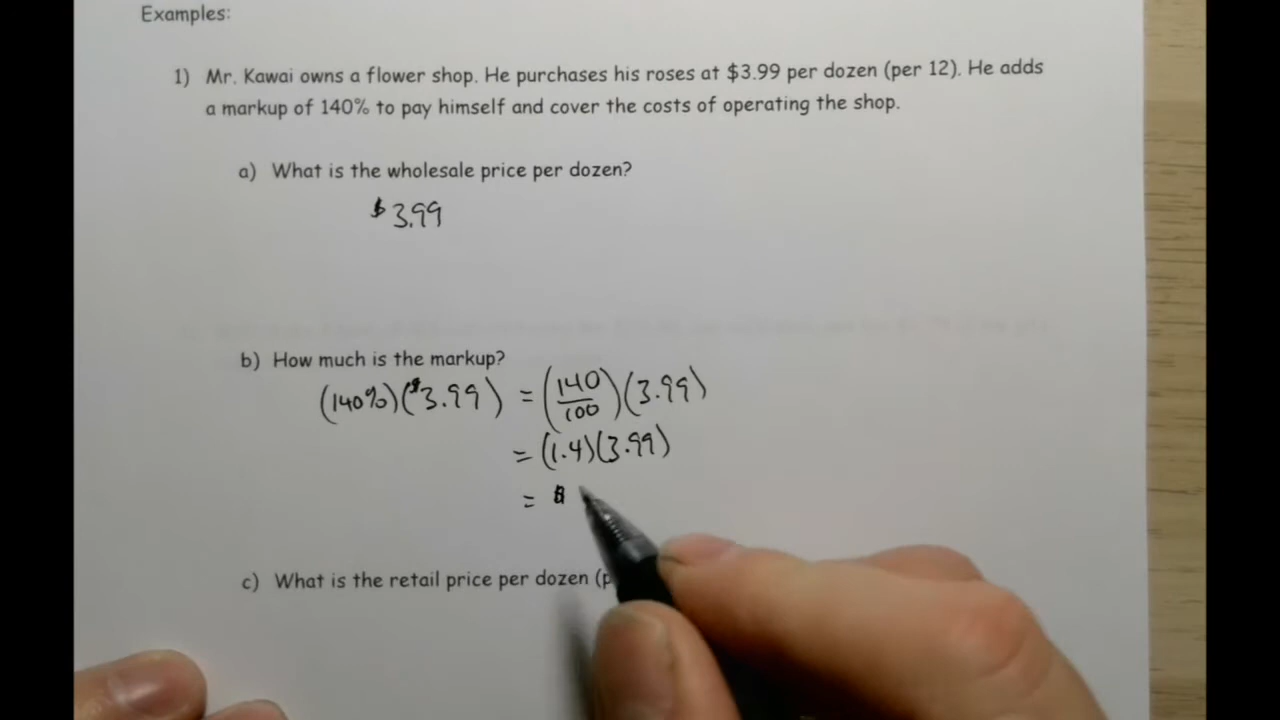 Examples:
1) Mr. Kawai owns a flower shop. He purchases his roses at $3.99 per dozen (per 12). He adds
a markup of 140% to pay himself and cover the costs of operating the shop.
a) What is the wholesale price per dozen?
$3.99
b) How much is the markup?
(140%)($3.99) = (140/100)(3.99)
= (1.4)(3.99)
= $
c) What is the retail price per dozen (p